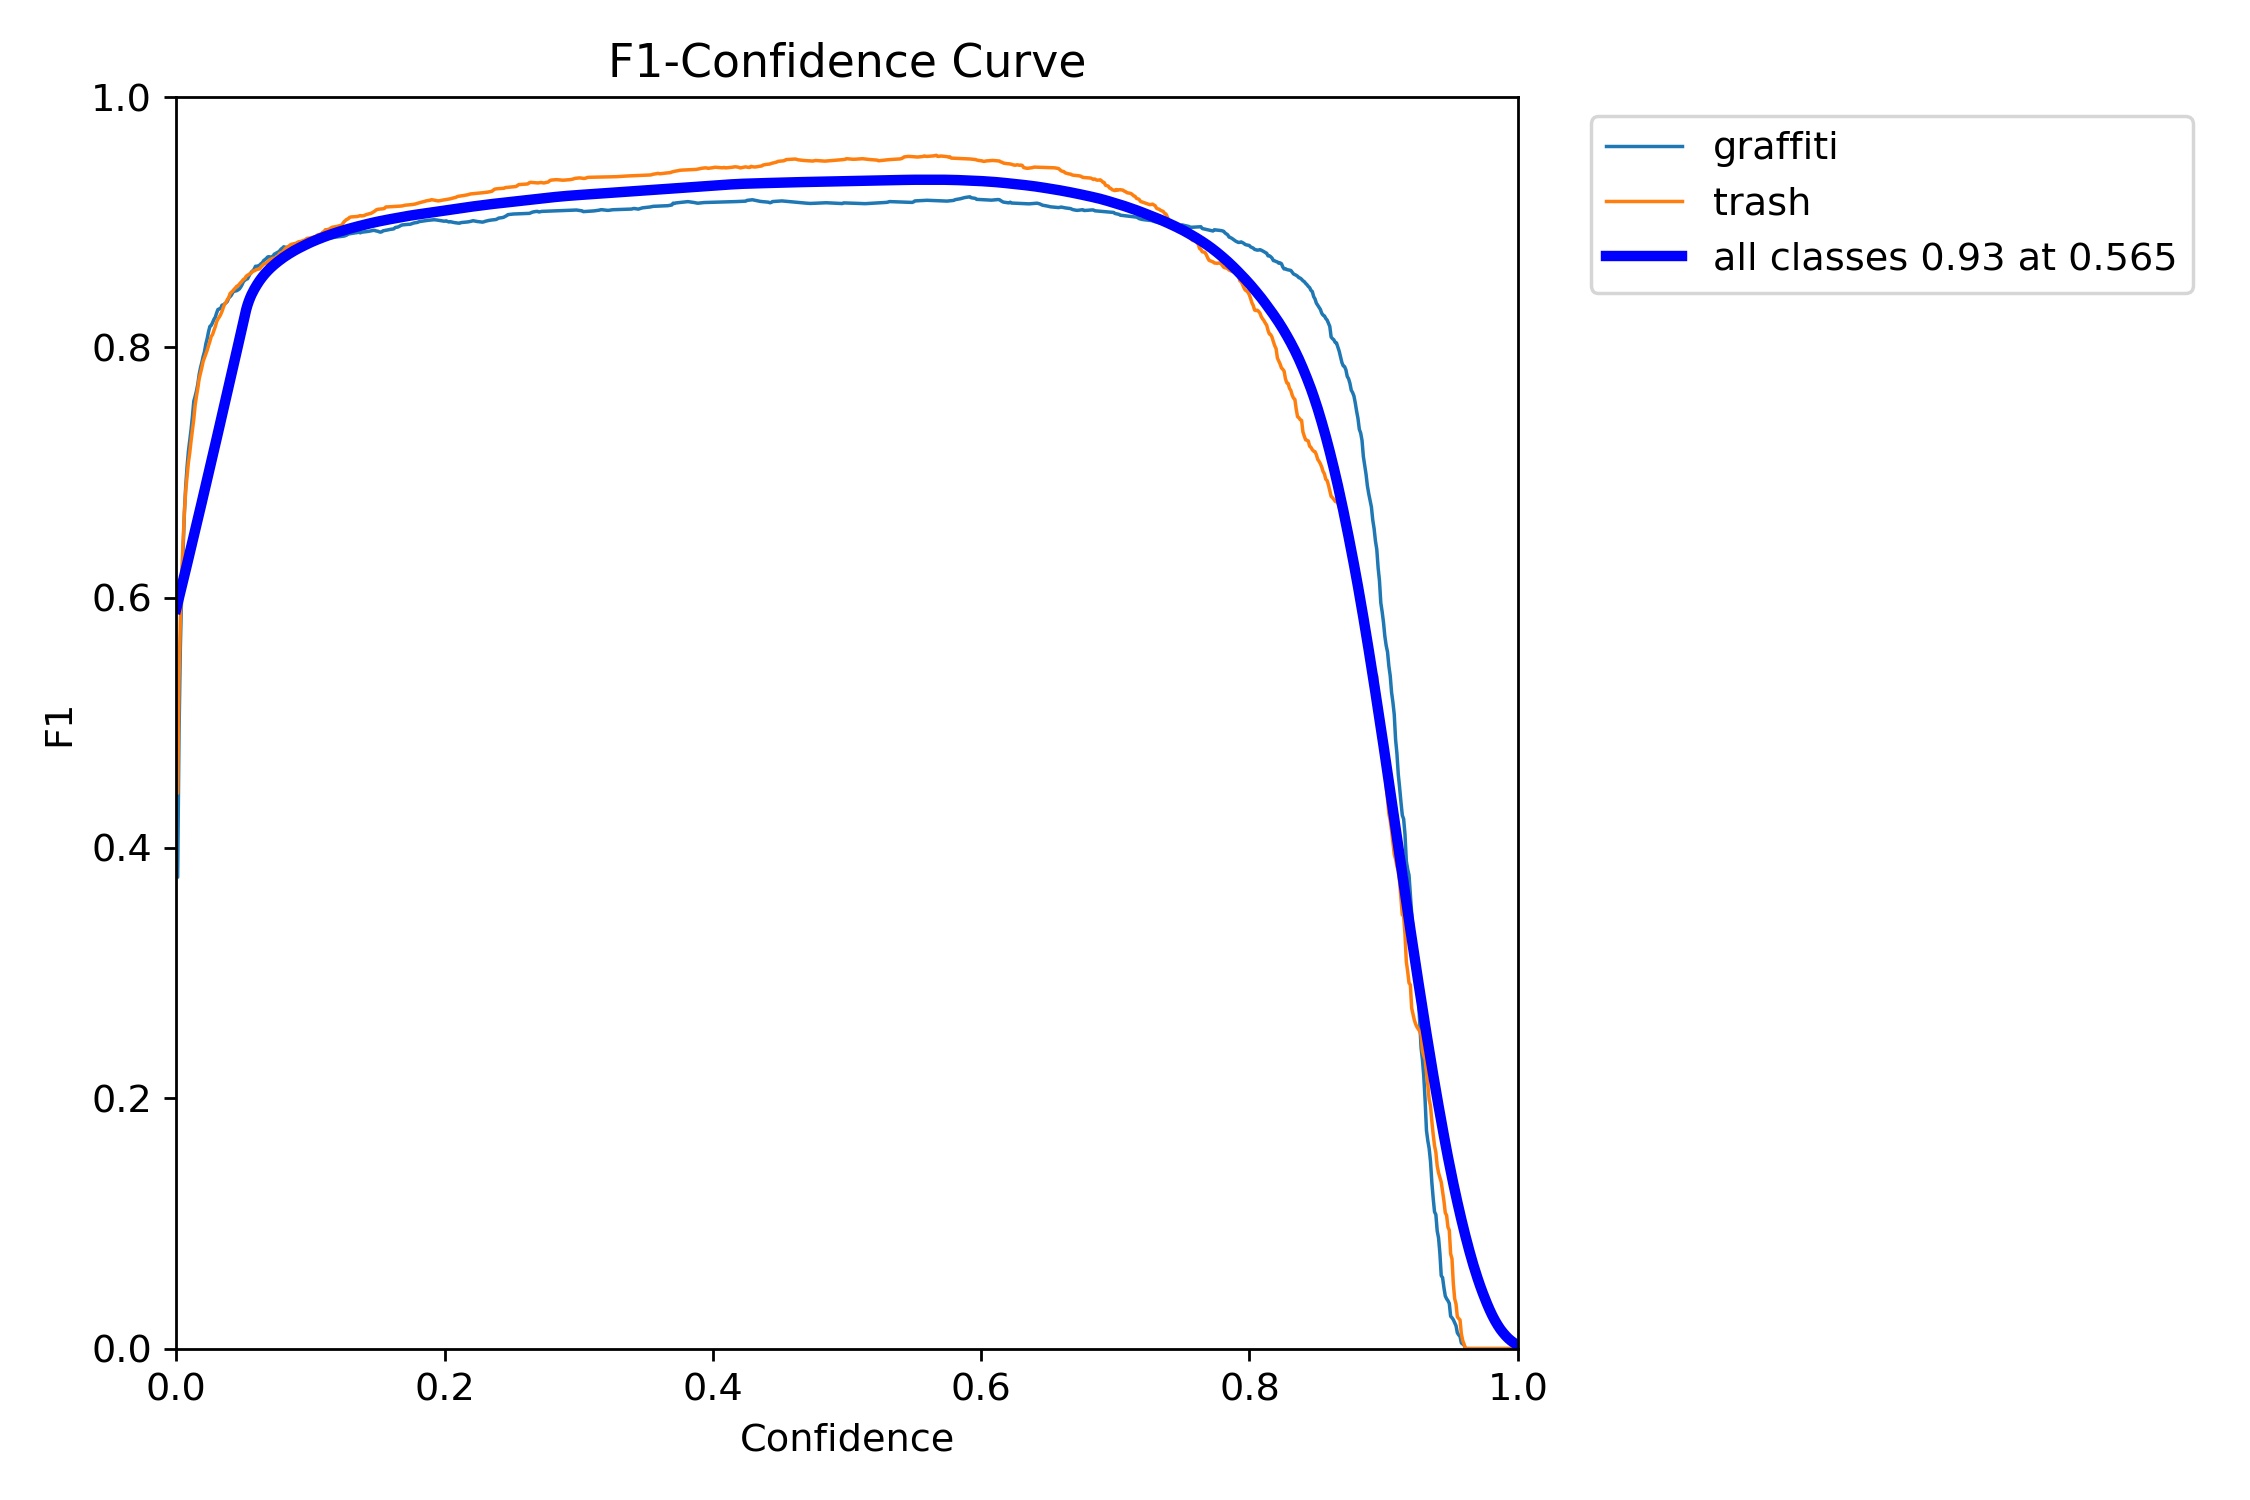 F1-Confidence Curve
1.0
0.8
0.6
0.4
0.2
0.0
F1
0.0 0.2 0.4 0.6 0.8 1.0
Confidence
graffiti
trash
all classes 0.93 at 0.565